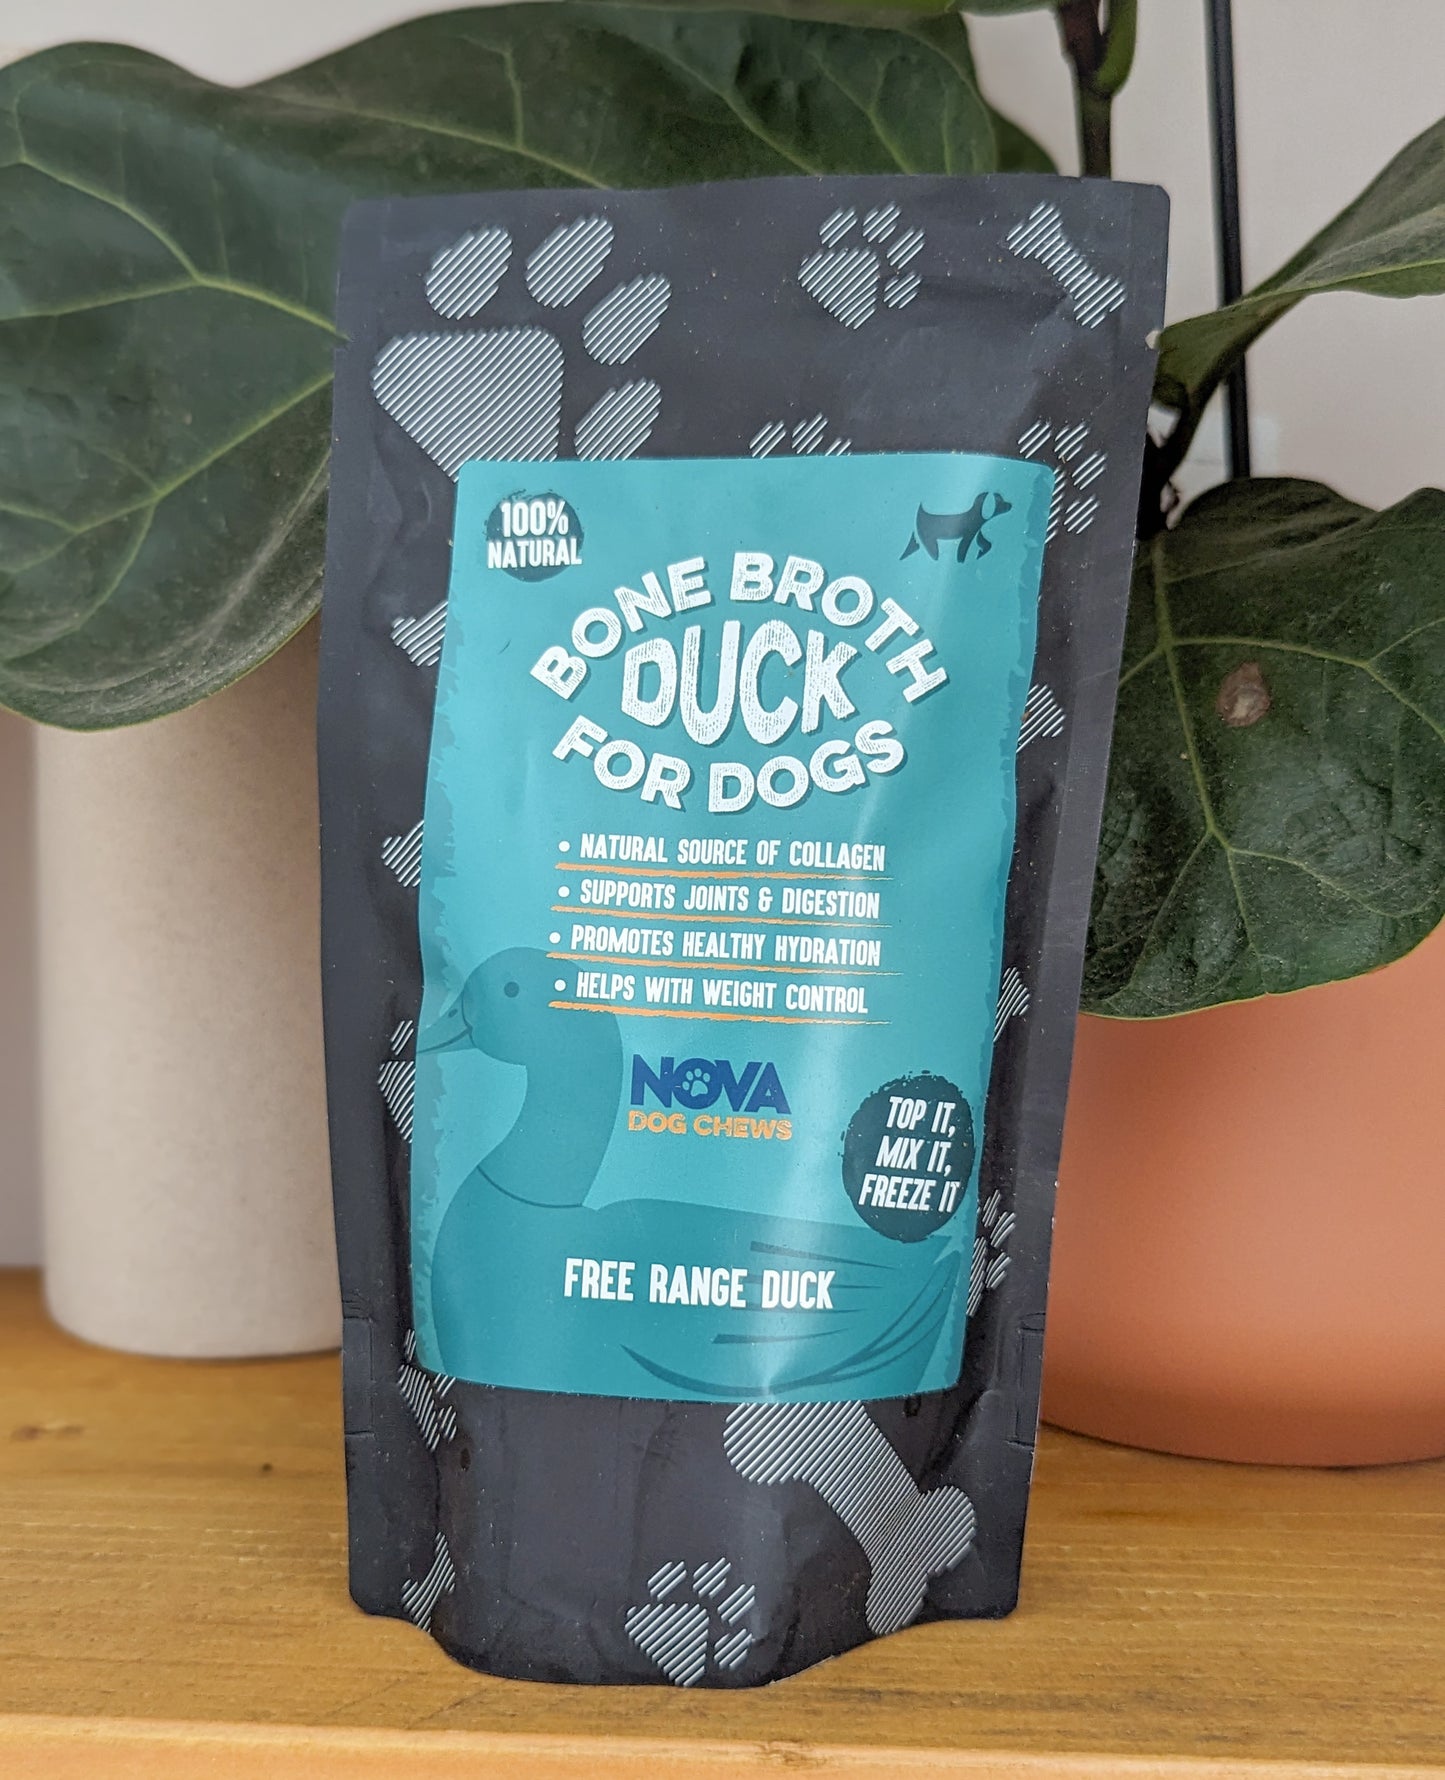 100%
NATURAL
BONE BROTH
DUCK
FOR DOGS
• NATURAL SOURCE OF COLLAGEN
• SUPPORTS JOINTS & DIGESTION
• PROMOTES HEALTHY HYDRATION
• HELPS WITH WEIGHT CONTROL
NOVA
DOG CHEWS
TOP IT,
MIX IT,
FREEZE IT
FREE RANGE DUCK